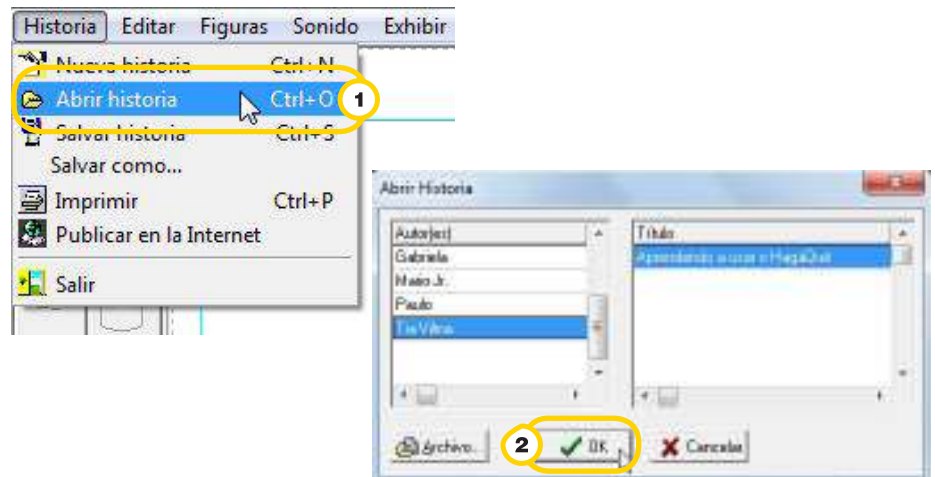 Historia Editar Figuras Sonido Exhibir
Nueva historia Ctrl+N
Abrir historia Ctrl+O 1
Salvar historia Ctrl+S
Salvar como...
Imprimir Ctrl+P
Publicar en la Internet
Salir
Abrir Historia
Autor(es) Título
Gabriela Aprendendo a usar o HagáQuê
Mario Jr.
Paulo
Tia Vilma
Archivo... 2 OK Cancelar